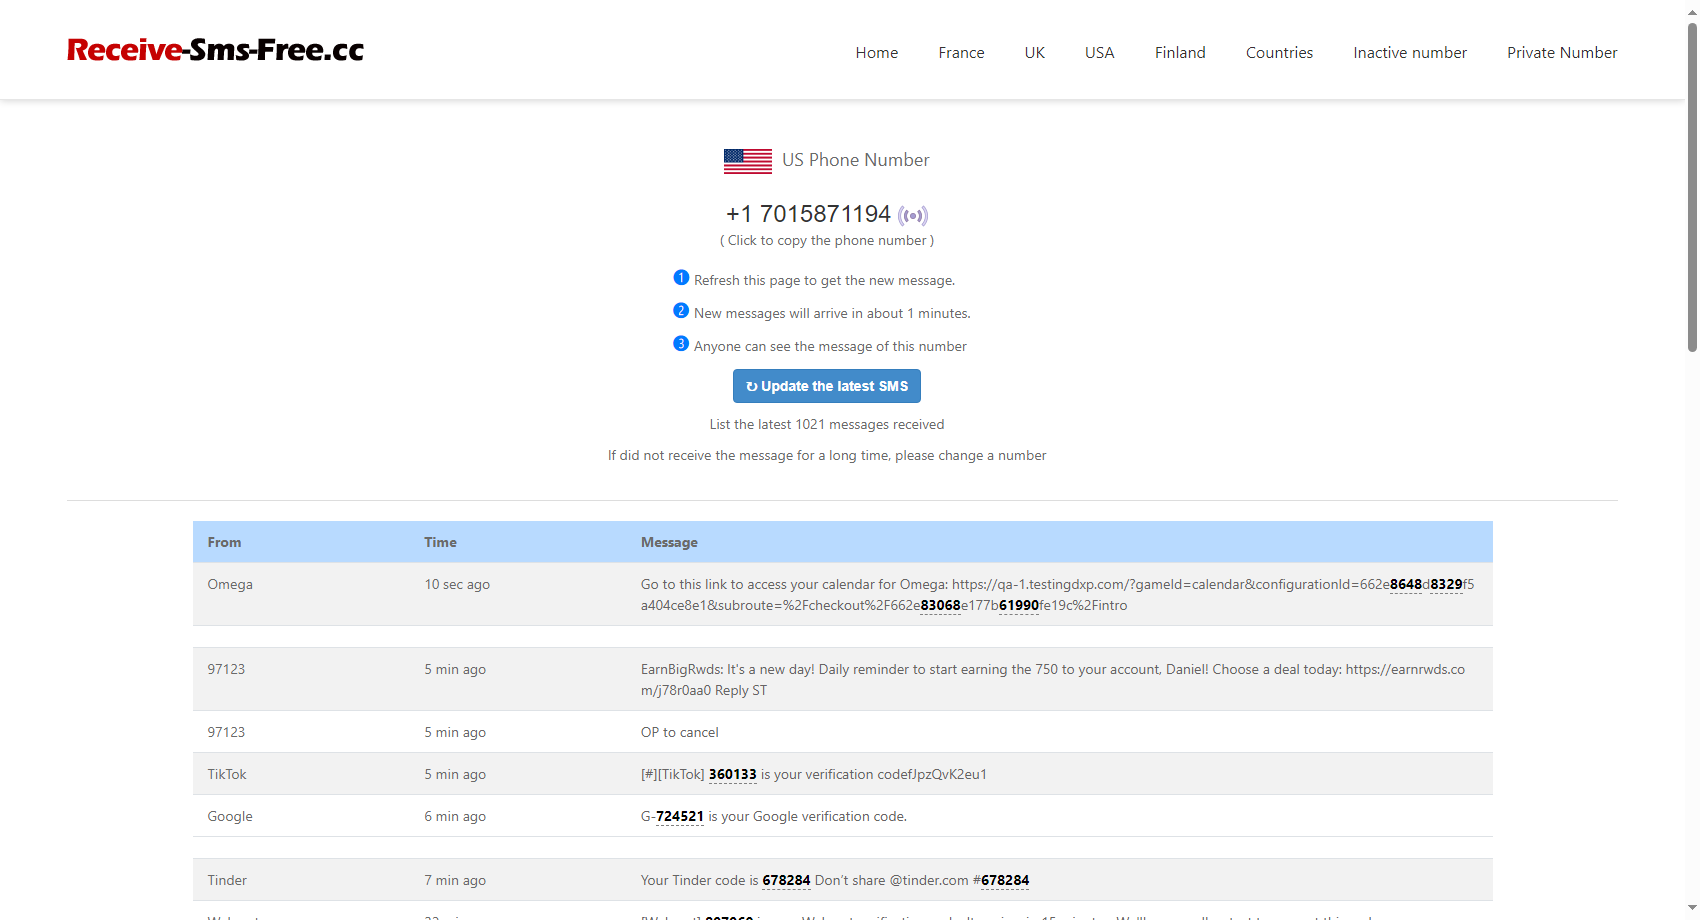 Receive-Sms-Free.cc
Home France UK USA Finland Countries Inactive number Private Number
US Phone Number
+1 7015871194
( Click to copy the phone number )
1 Refresh this page to get the new message.
2 New messages will arrive in about 1 minutes.
3 Anyone can see the message of this number
↻ Update the latest SMS
List the latest 1021 messages received
If did not receive the message for a long time, please change a number
From Time Message
Omega 10 sec ago Go to this link to access your calendar for Omega: https://qa-1.testingdxp.com/?gameId=calendar&configurationId=662e8648d8329f5
a404ce8e1&subroute=%2Fcheckout%2F662e83068e177b61990fe19c%2Fintro
97123 5 min ago EarnBigRwds: It's a new day! Daily reminder to start earning the 750 to your account, Daniel! Choose a deal today: https://earnrwds.co
m/j78r0aa0 Reply ST
97123 5 min ago OP to cancel
TikTok 5 min ago [#][TikTok] 360133 is your verification codefJpzQvK2eu1
Google 6 min ago G-724521 is your Google verification code.
Tinder 7 min ago Your Tinder code is 678284 Don’t share @tinder.com #678284